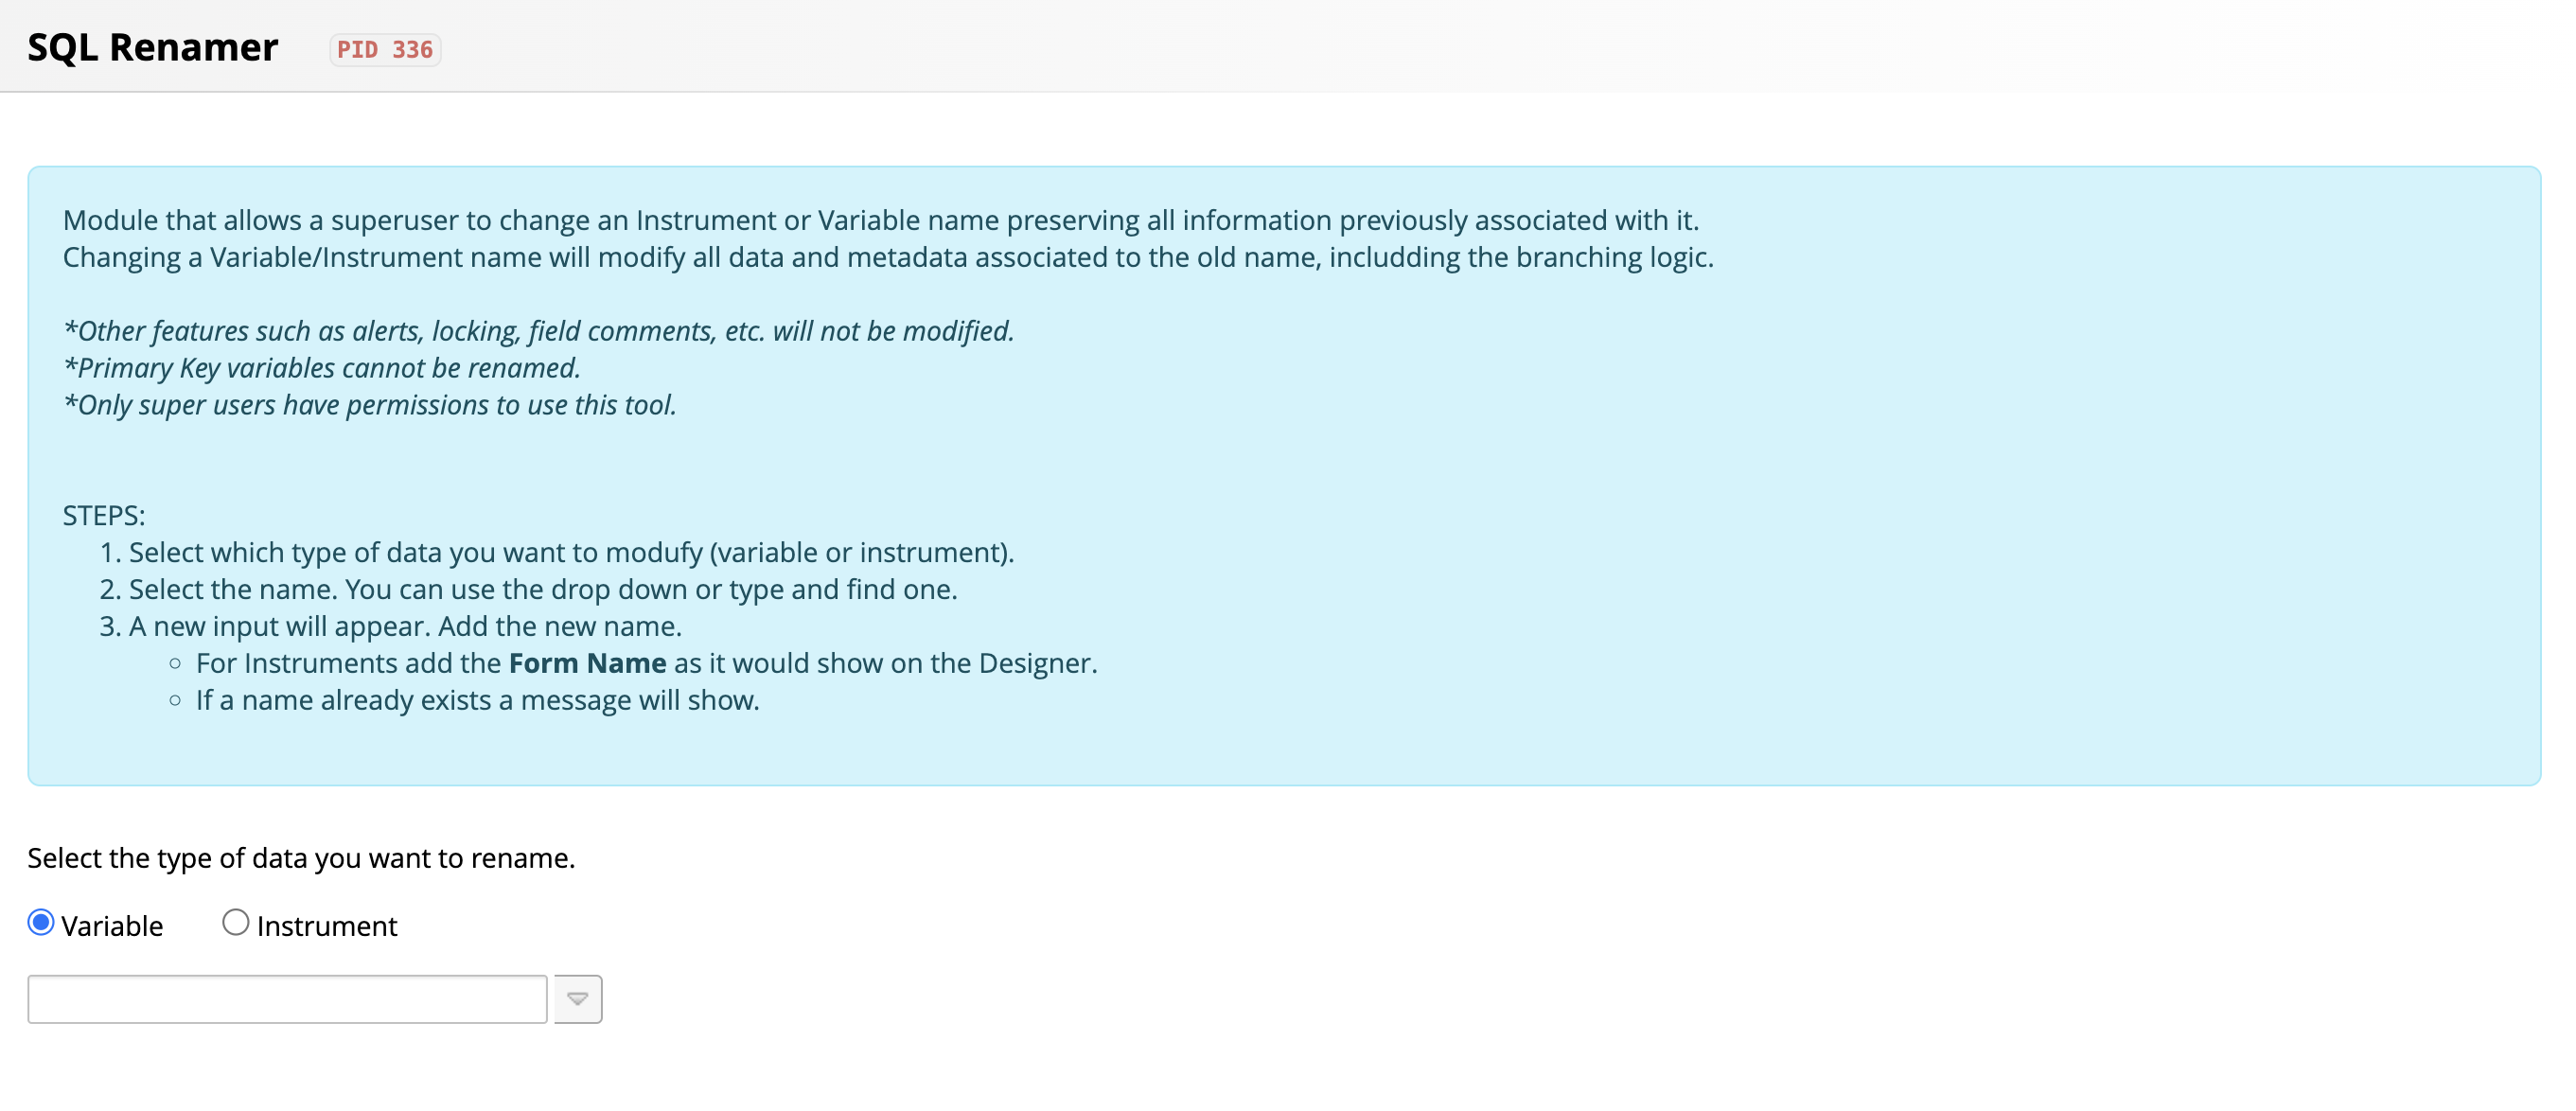 SQL Renamer PID 336
Module that allows a superuser to change an Instrument or Variable name preserving all information previously associated with it.
Changing a Variable/Instrument name will modify all data and metadata associated to the old name, includding the branching logic.
*Other features such as alerts, locking, field comments, etc. will not be modified.
*Primary Key variables cannot be renamed.
*Only super users have permissions to use this tool.
STEPS:
1. Select which type of data you want to modufy (variable or instrument).
2. Select the name. You can use the drop down or type and find one.
3. A new input will appear. Add the new name.
For Instruments add the Form Name as it would show on the Designer.
If a name already exists a message will show.
Select the type of data you want to rename.
Variable Instrument